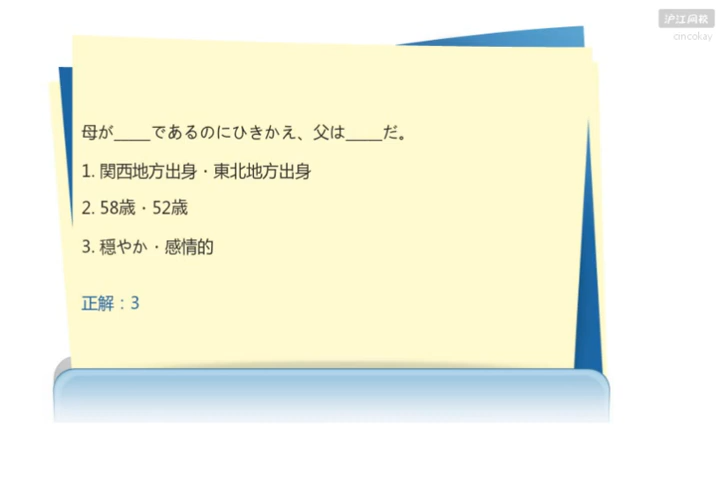 沪江网校
cincokay
母が____であるのにひきかえ、父は____だ。
1. 関西地方出身・東北地方出身
2. 58歳・52歳
3. 穏やか・感情的
正解：3